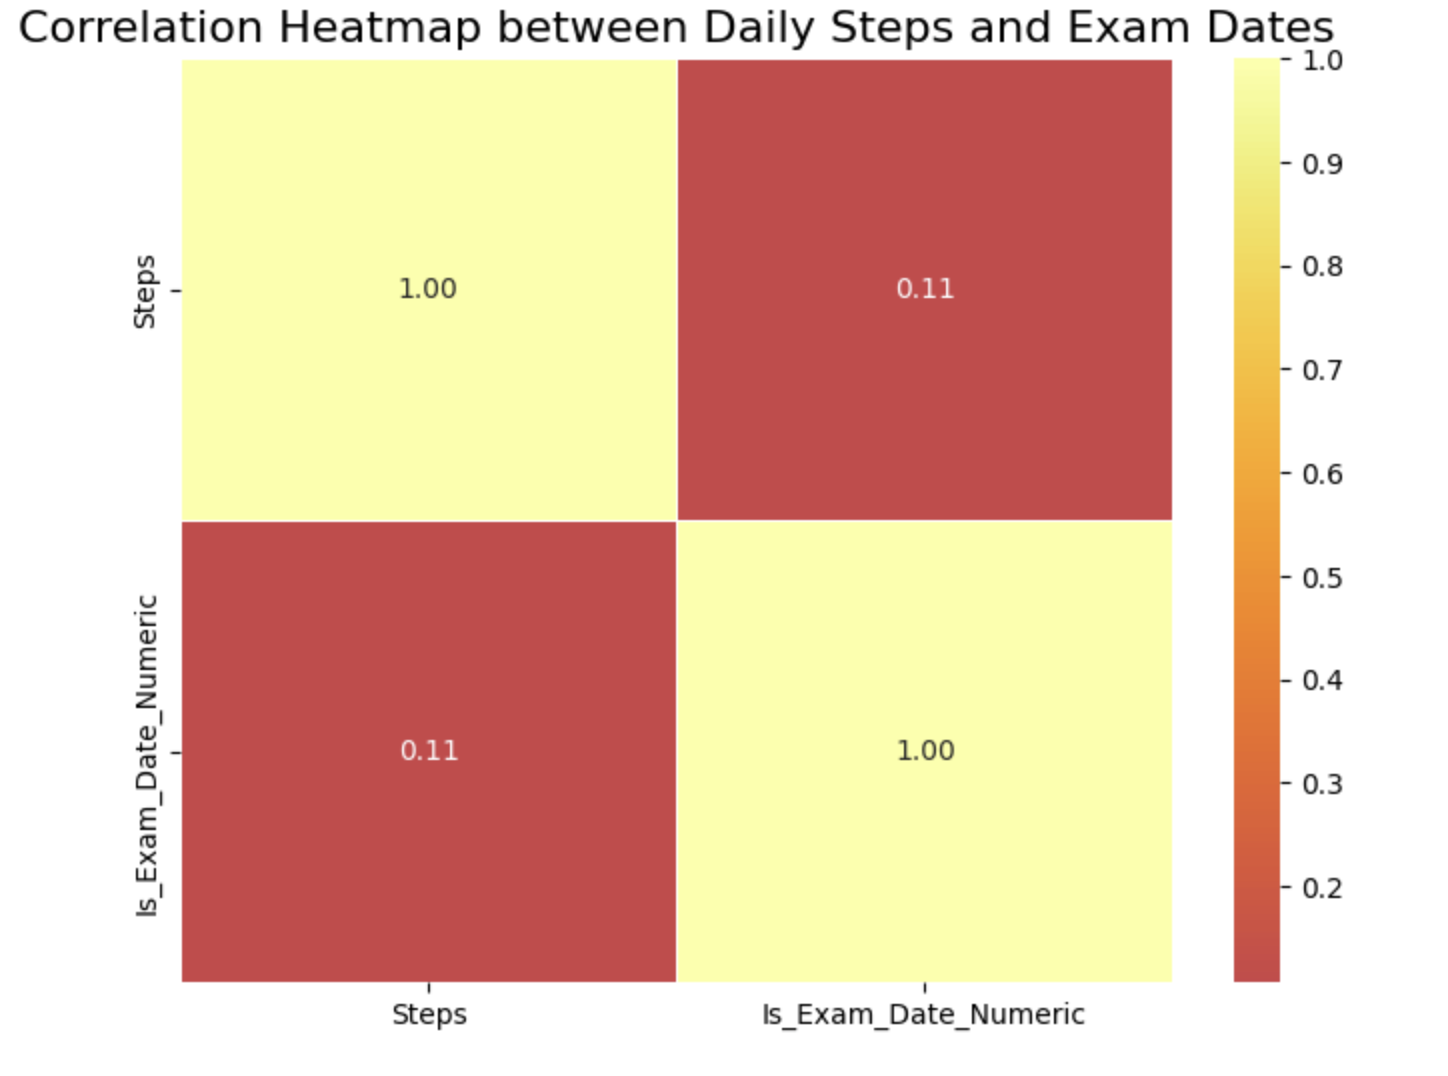 Correlation Heatmap between Daily Steps and Exam Dates
1.0
0.9
0.8
0.7
0.6
0.5
0.4
0.3
0.2
Steps
1.00
0.11
Is_Exam_Date_Numeric
0.11
1.00
Steps
Is_Exam_Date_Numeric